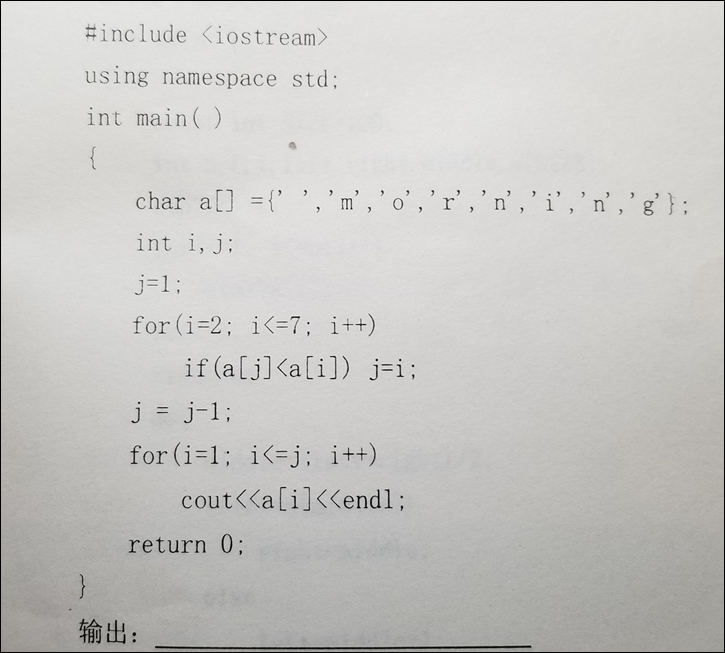 #include <iostream>
using namespace std;
int main( )
{
char a[] ={' ','m','o','r','n','i','n','g'};
int i,j;
j=1;
for(i=2; i<=7; i++)
if(a[j]<a[i]) j=i;
j = j-1;
for(i=1; i<=j; i++)
cout<<a[i]<<endl;
return 0;
}
输出: